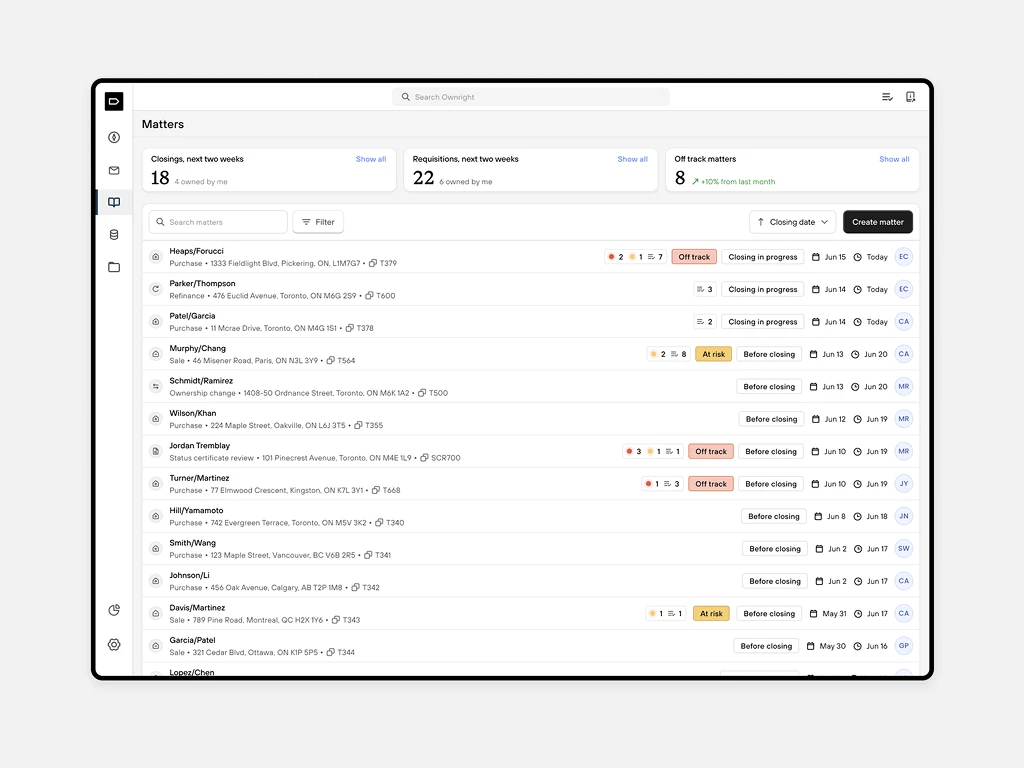 Search Ownright
Matters
Closings, next two weeks Show all
18 4 owned by me
Requisitions, next two weeks Show all
22 6 owned by me
Off track matters Show all
8 +10% from last month
Search matters Filter Closing date Create matter
Heaps/Forucci
Purchase • 1333 Fieldlight Blvd, Pickering, ON, L1M7G7 • T379
2 1 7 Off track Closing in progress Jun 15 Today EC
Parker/Thompson
Refinance • 476 Euclid Avenue, Toronto, ON M6G 2S9 • T600
3 Closing in progress Jun 14 Today EC
Patel/Garcia
Purchase • 11 Mcrae Drive, Toronto, ON M4G 1S1 • T378
2 Closing in progress Jun 14 Today CA
Murphy/Chang
Sale • 46 Misener Road, Paris, ON N3L 3Y9 • T564
2 8 At risk Before closing Jun 13 Jun 20 CA
Schmidt/Ramirez
Ownership change • 1408-50 Ordnance Street, Toronto, ON M6K 1A2 • T500
Before closing Jun 13 Jun 20 MR
Wilson/Khan
Purchase • 224 Maple Street, Oakville, ON L6J 3T5 • T355
Before closing Jun 12 Jun 19 MR
Jordan Tremblay
Status certificate review • 101 Pinecrest Avenue, Toronto, ON M4E 1L9 • SCR700
3 1 1 Off track Before closing Jun 10 Jun 19 MR
Turner/Martinez
Purchase • 77 Elmwood Crescent, Kingston, ON K7L 3Y1 • T668
1 3 Off track Before closing Jun 10 Jun 19 JY
Hill/Yamamoto
Purchase • 742 Evergreen Terrace, Toronto, ON M5V 3K2 • T340
Before closing Jun 8 Jun 18 JN
Smith/Wang
Purchase • 123 Maple Street, Vancouver, BC V6B 2R5 • T341
Before closing Jun 2 Jun 17 SW
Johnson/Li
Purchase • 456 Oak Avenue, Calgary, AB T2P 1M8 • T342
Before closing Jun 2 Jun 17 CA
Davis/Martinez
Sale • 789 Pine Road, Montreal, QC H2X 1Y6 • T343
1 1 At risk Before closing May 31 Jun 17 CA
Garcia/Patel
Sale • 321 Cedar Blvd, Ottawa, ON K1P 5P5 • T344
Before closing May 30 Jun 16 GP
Lopez/Chen